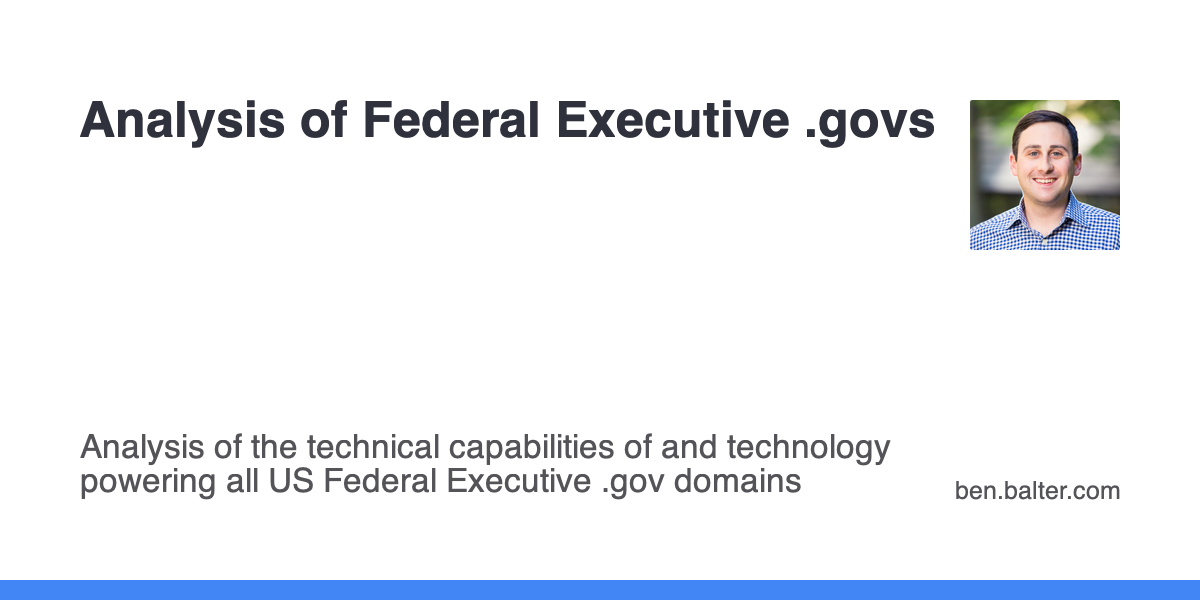 Analysis of Federal Executive .govs
Analysis of the technical capabilities of and technology
powering all US Federal Executive .gov domains
ben.balter.com